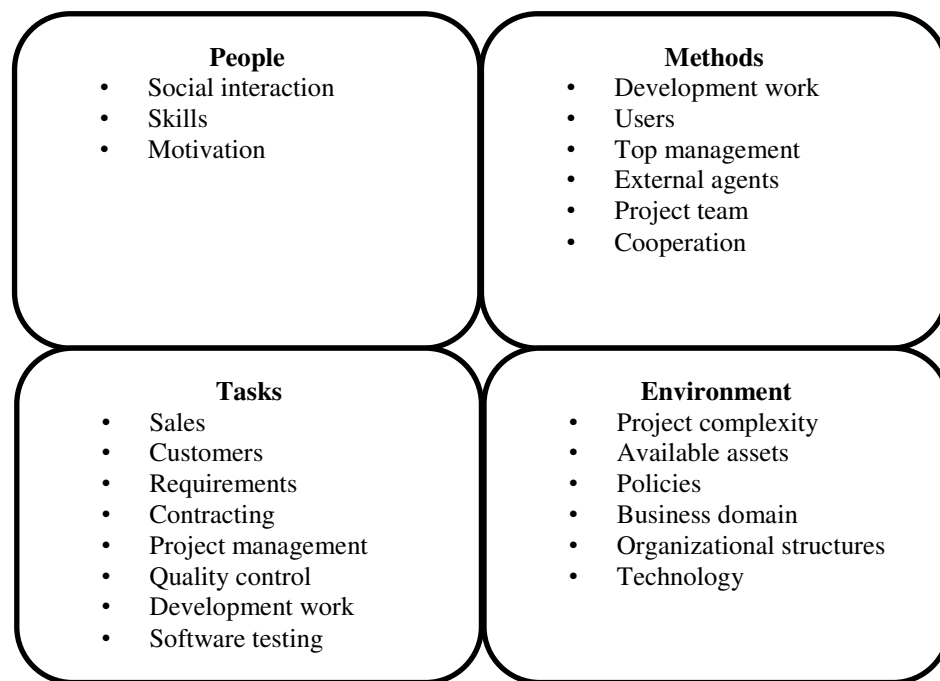 People
• Social interaction
• Skills
• Motivation
Methods
• Development work
• Users
• Top management
• External agents
• Project team
• Cooperation
Tasks
• Sales
• Customers
• Requirements
• Contracting
• Project management
• Quality control
• Development work
• Software testing
Environment
• Project complexity
• Available assets
• Policies
• Business domain
• Organizational structures
• Technology